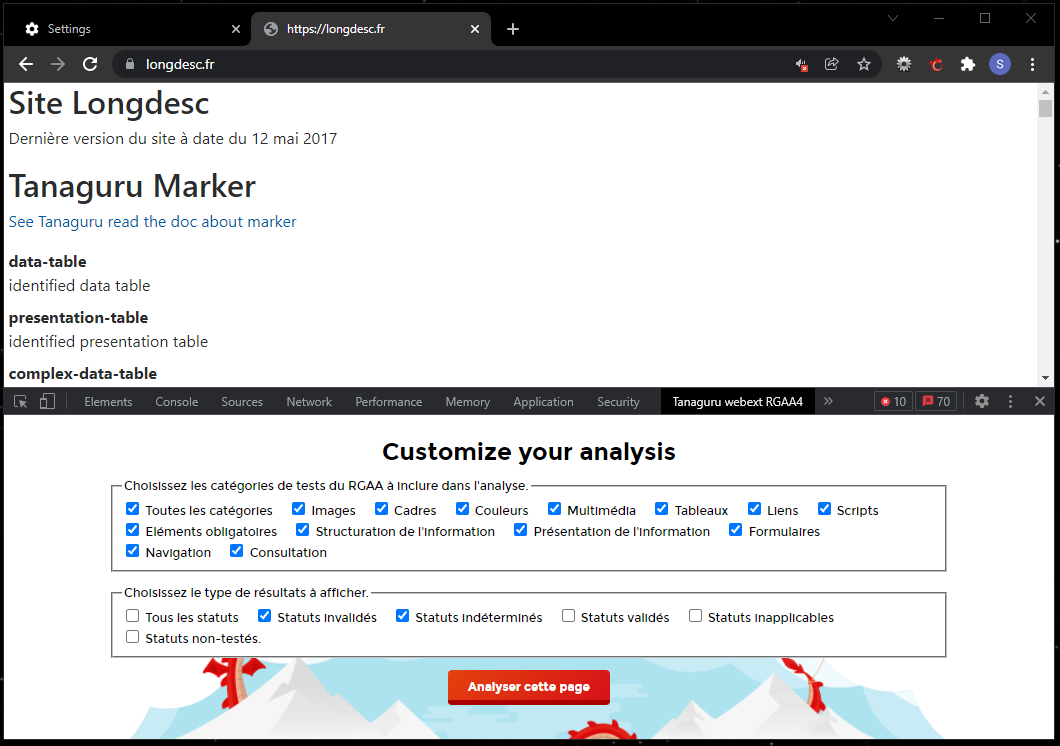 Settings
https://longdesc.fr
longdesc.fr
S
Site Longdesc
Dernière version du site à date du 12 mai 2017
Tanaguru Marker
See Tanaguru read the doc about marker
data-table
identified data table
presentation-table
identified presentation table
complex-data-table
Elements Console Sources Network Performance Memory Application Security Tanaguru webext RGAA4 » 10 70
Customize your analysis
Choisissez les catégories de tests du RGAA à inclure dans l'analyse.
Toutes les catégories Images Cadres Couleurs Multimédia Tableaux Liens Scripts
Eléments obligatoires Structuration de l'information Présentation de l'information Formulaires
Navigation Consultation
Choisissez le type de résultats à afficher.
Tous les statuts Statuts invalidés Statuts indéterminés Statuts validés Statuts inapplicables
Statuts non-testés.
Analyser cette page